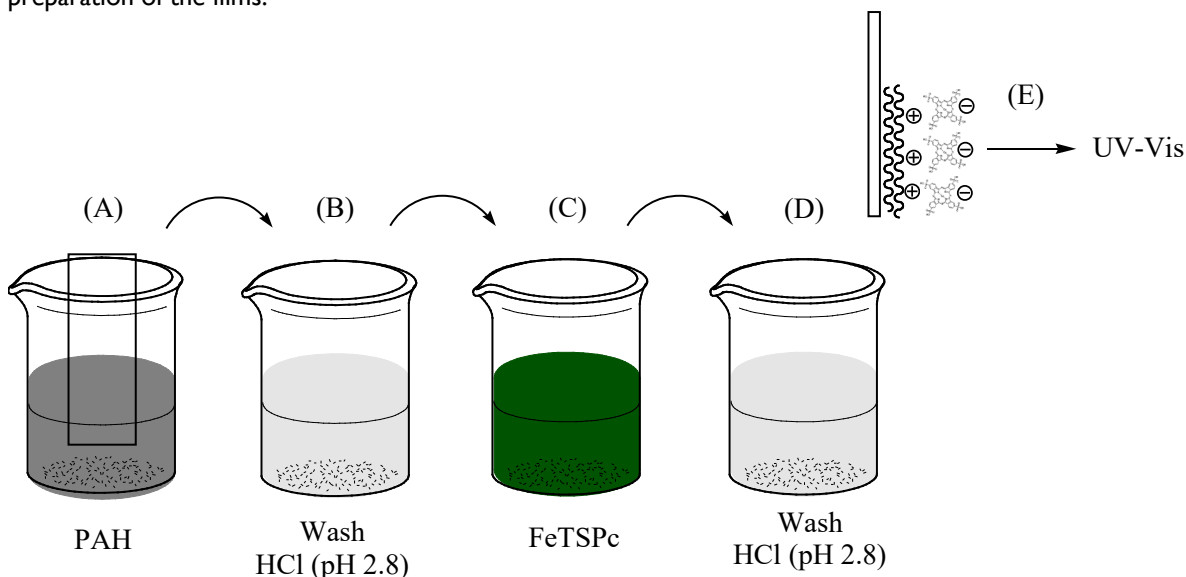 preparation of the films.
(E)
UV-Vis
(A)
(B)
(C)
(D)
PAH
Wash
HCl (pH 2.8)
FeTSPc
Wash
HCl (pH 2.8)